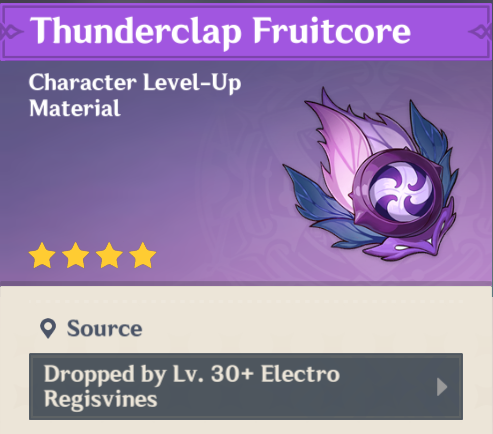 Thunderclap Fruitcore
Character Level-Up
Material
Source
Dropped by Lv. 30+ Electro
Regisvines